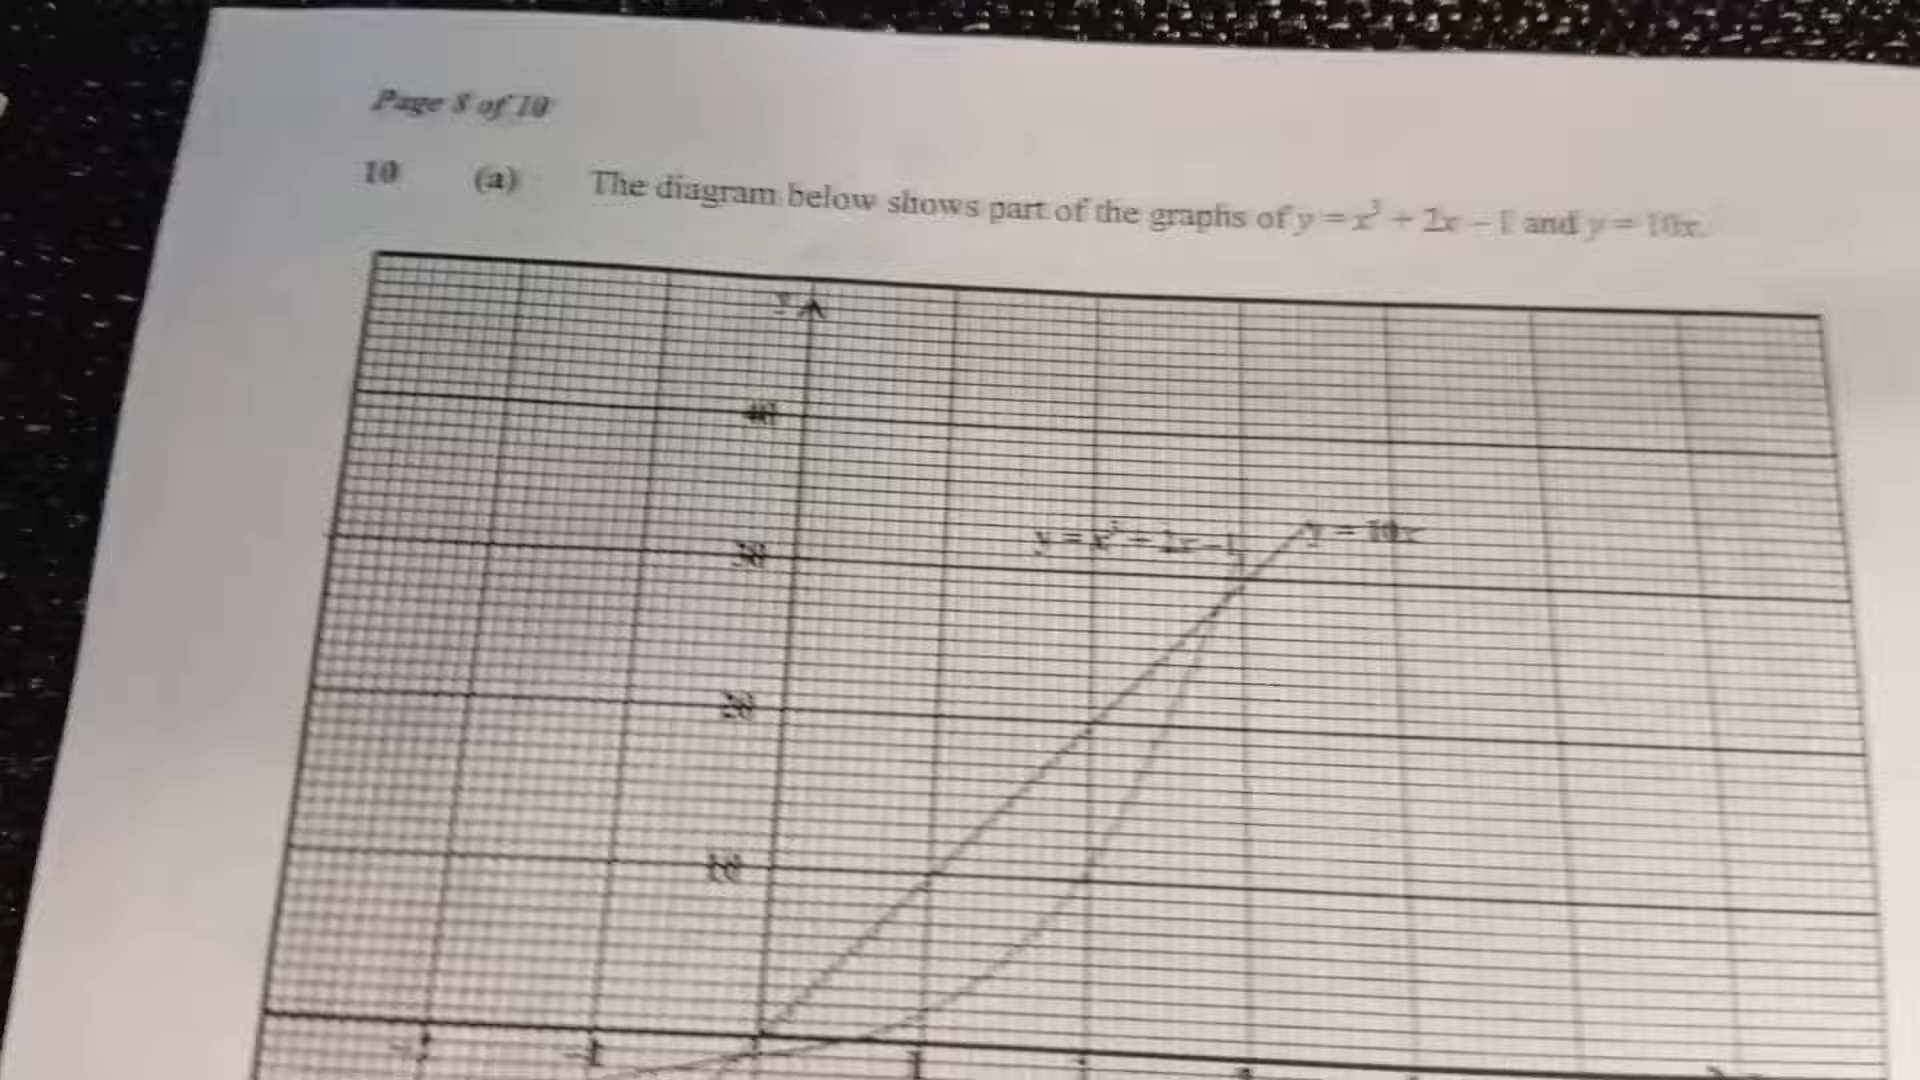 Page 8 of 10
10 (a) The diagram below shows part of the graphs of y = x³ + 2x – 1 and y = 10x.
y
40
y = x³ + 2x – 1
y = 10x
30
20
10
-2 -1 1